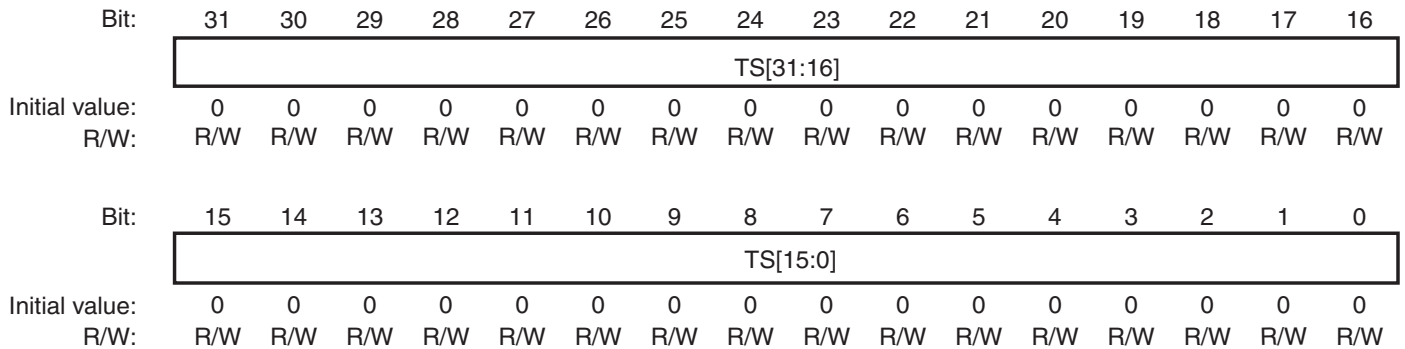 Bit: 31 30 29 28 27 26 25 24 23 22 21 20 19 18 17 16
TS[31:16]
Initial value: 0 0 0 0 0 0 0 0 0 0 0 0 0 0 0 0
R/W: R/W R/W R/W R/W R/W R/W R/W R/W R/W R/W R/W R/W R/W R/W R/W R/W
Bit: 15 14 13 12 11 10 9 8 7 6 5 4 3 2 1 0
TS[15:0]
Initial value: 0 0 0 0 0 0 0 0 0 0 0 0 0 0 0 0
R/W: R/W R/W R/W R/W R/W R/W R/W R/W R/W R/W R/W R/W R/W R/W R/W R/W